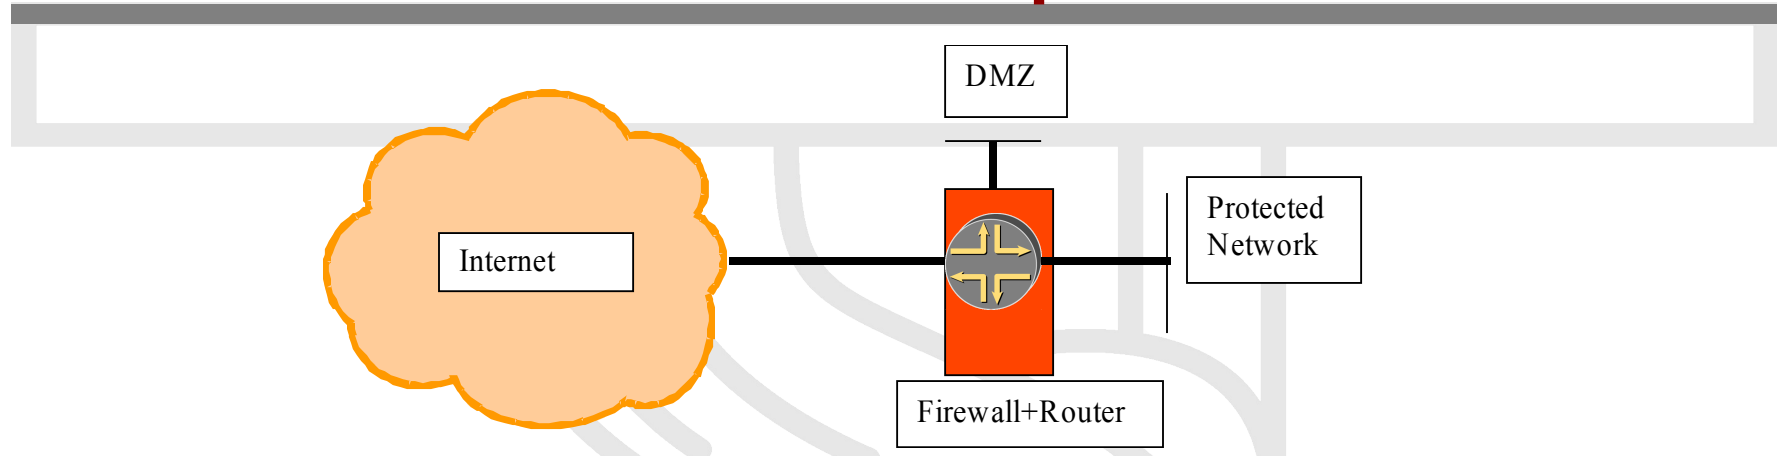 DMZ
Protected
Network
Internet
Firewall+Router